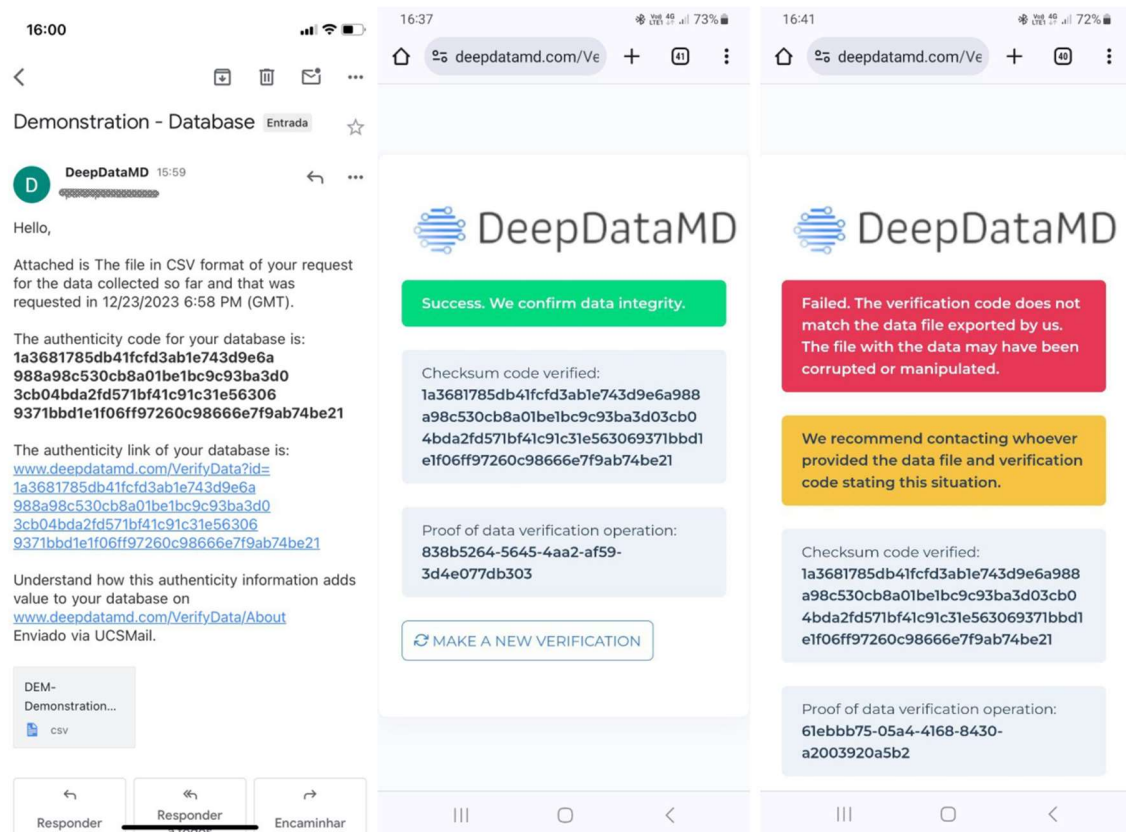 16:00
Demonstration - Database Entrada
DeepDataMD 15:59
D
Hello,
Attached is The file in CSV format of your request
for the data collected so far and that was
requested in 12/23/2023 6:58 PM (GMT).
The authenticity code for your database is:
1a3681785db41fcfd3ab1e743d9e6a
988a98c530cb8a01be1bc9c93ba3d0
3cb04bda2fd571bf41c91c31e56306
9371bbd1e1f06ff97260c98666e7f9ab74be21
The authenticity link of your database is:
www.deepdatamd.com/VerifyData?id=
1a3681785db41fcfd3ab1e743d9e6a
988a98c530cb8a01be1bc9c93ba3d0
3cb04bda2fd571bf41c91c31e56306
9371bbd1e1f06ff97260c98666e7f9ab74be21
Understand how this authenticity information adds
value to your database on
www.deepdatamd.com/VerifyData/About
Enviado via UCSMail.
DEM-
Demonstration...
csv
Responder
Responder
a todos
Encaminhar
16:37
Vo)) LTE1 4G 73%
deepdatamd.com/Ve
41
DeepDataMD
Success. We confirm data integrity.
Checksum code verified:
1a3681785db41fcfd3ab1e743d9e6a988
a98c530cb8a01be1bc9c93ba3d03cb0
4bda2fd571bf41c91c31e563069371bbd1
e1f06ff97260c98666e7f9ab74be21
Proof of data verification operation:
838b5264-5645-4aa2-af59-
3d4e077db303
MAKE A NEW VERIFICATION
16:41
Vo)) LTE1 4G 72%
deepdatamd.com/Ve
40
DeepDataMD
Failed. The verification code does not
match the data file exported by us.
The file with the data may have been
corrupted or manipulated.
We recommend contacting whoever
provided the data file and verification
code stating this situation.
Checksum code verified:
1a3681785db41fcfd3ab1e743d9e6a988
a98c530cb8a01be1bc9c93ba3d03cb0
4bda2fd571bf41c91c31e563069371bbd1
e1f06ff97260c98666e7f9ab74be21
Proof of data verification operation:
61ebbb75-05a4-4168-8430-
a2003920a5b2